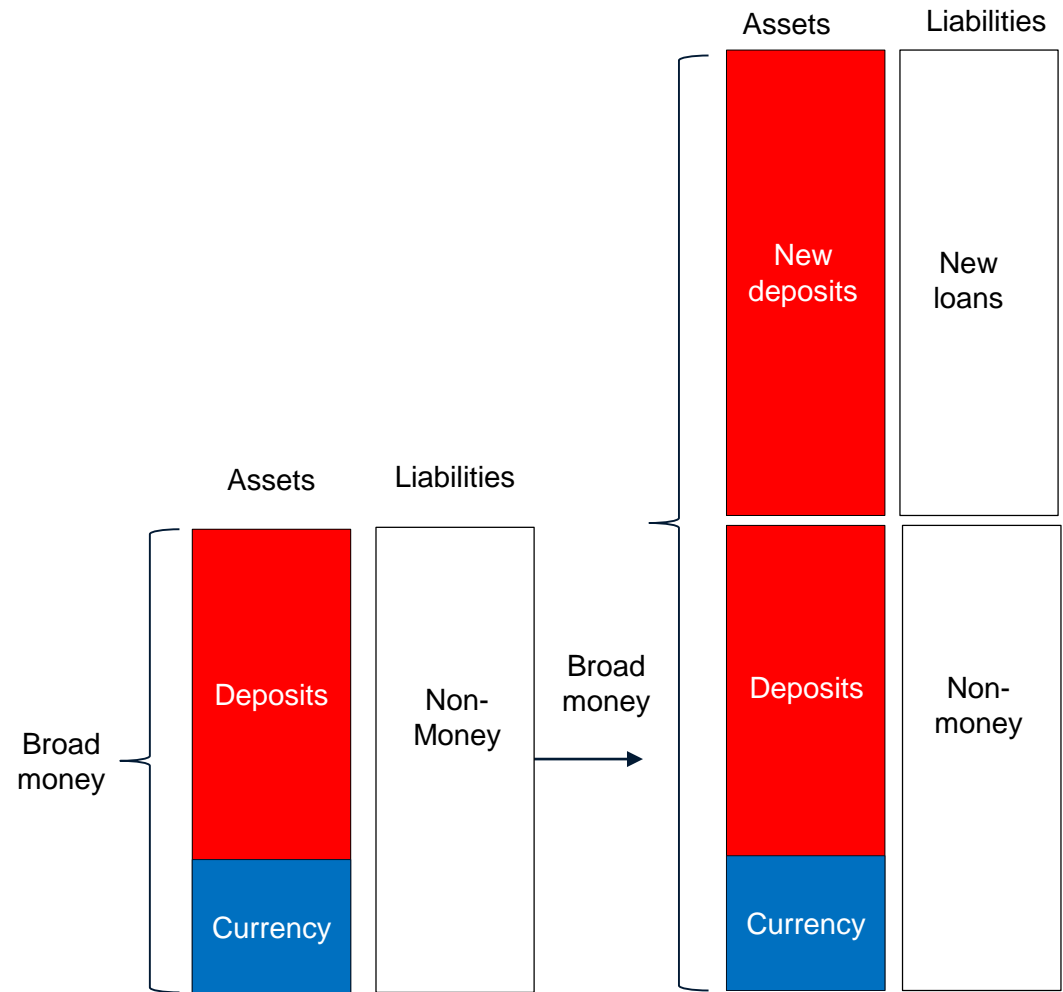 Assets
Liabilities
Broad
money
Deposits
Currency
Non-
Money
Assets
Liabilities
Broad
money
New
deposits
New
loans
Deposits
Currency
Non-
money